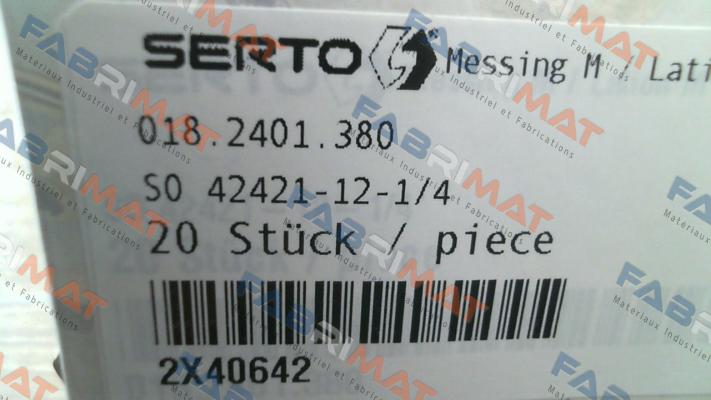 SERTO Messing M / Lati
018.2401.380
SO 42421-12-1/4
20 Stück / piece
2X40642
FABRIMAT
Materiaux Industriel et Fabrications